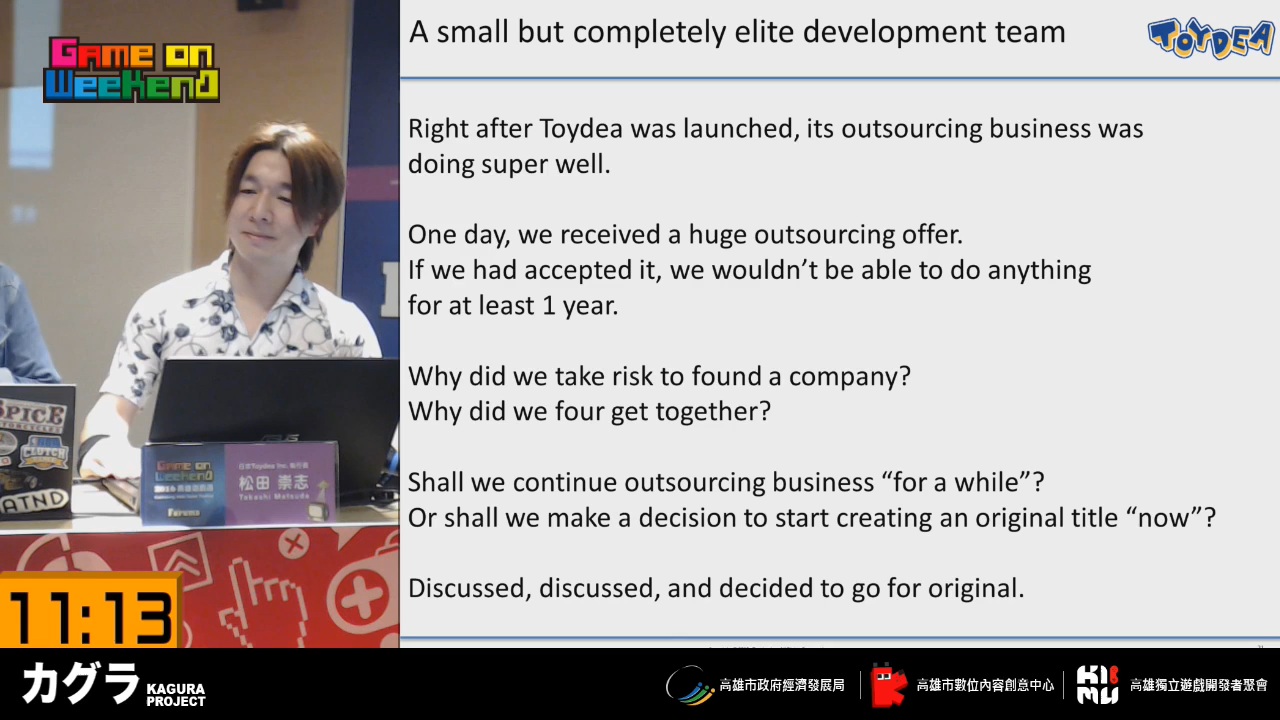 GAME ON
WEEKEND
A small but completely elite development team
TOYDEA
Right after Toydea was launched, its outsourcing business was
doing super well.
One day, we received a huge outsourcing offer.
If we had accepted it, we wouldn’t be able to do anything
for at least 1 year.
Why did we take risk to found a company?
Why did we four get together?
Shall we continue outsourcing business “for a while”?
Or shall we make a decision to start creating an original title “now”?
Discussed, discussed, and decided to go for original.
SPICE
CLUTCH
ATND
GAME ON
WEEKEND
松田 崇志
Takashi Matsuda
11:13
カグラ
KAGURA
PROJECT
高雄市政府經濟發展局
高雄市數位內容創意中心
高雄獨立遊戲開發者聚會